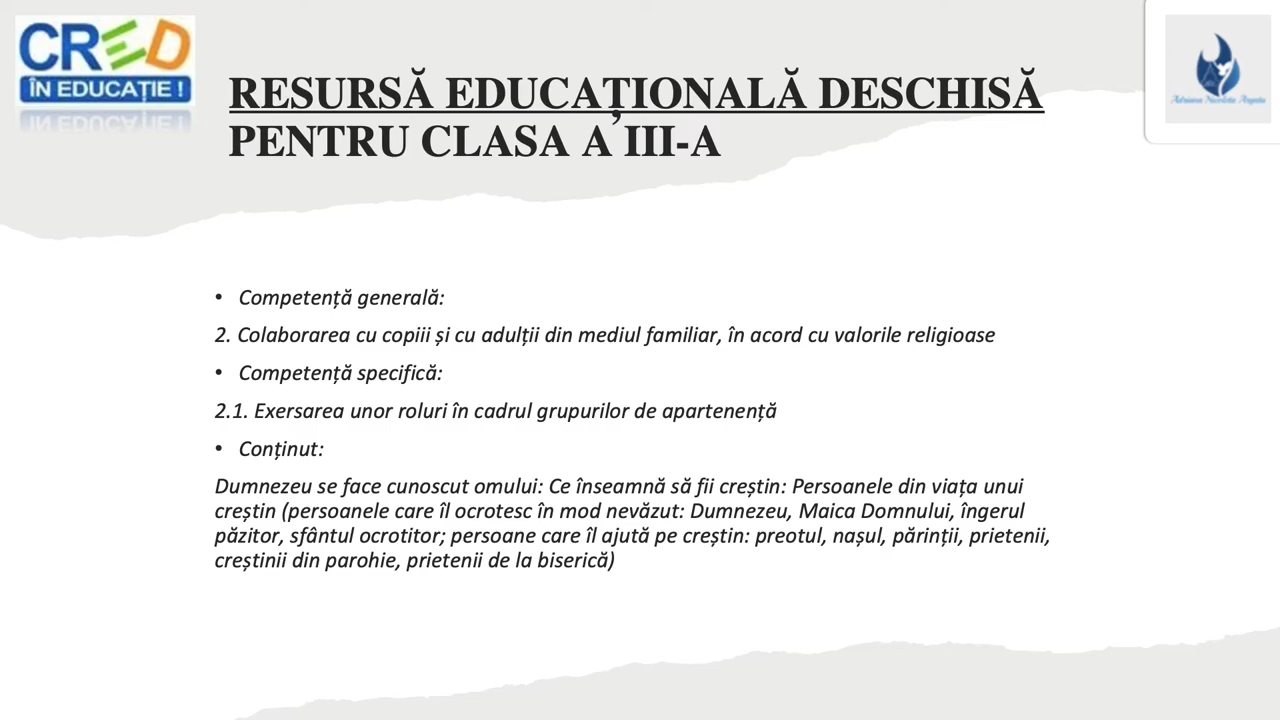 CRED
ÎN EDUCAȚIE !
RESURSĂ EDUCAȚIONALĂ DESCHISĂ
PENTRU CLASA A III-A
• Competență generală:
2. Colaborarea cu copiii și cu adulții din mediul familiar, în acord cu valorile religioase
• Competență specifică:
2.1. Exersarea unor roluri în cadrul grupurilor de apartenență
• Conținut:
Dumnezeu se face cunoscut omului: Ce înseamnă să fii creștin: Persoanele din viața unui
creștin (persoanele care îl ocrotesc în mod nevăzut: Dumnezeu, Maica Domnului, îngerul
păzitor, sfântul ocrotitor; persoane care îl ajută pe creștin: preotul, nașul, părinții, prietenii,
creștinii din parohie, prietenii de la biserică)